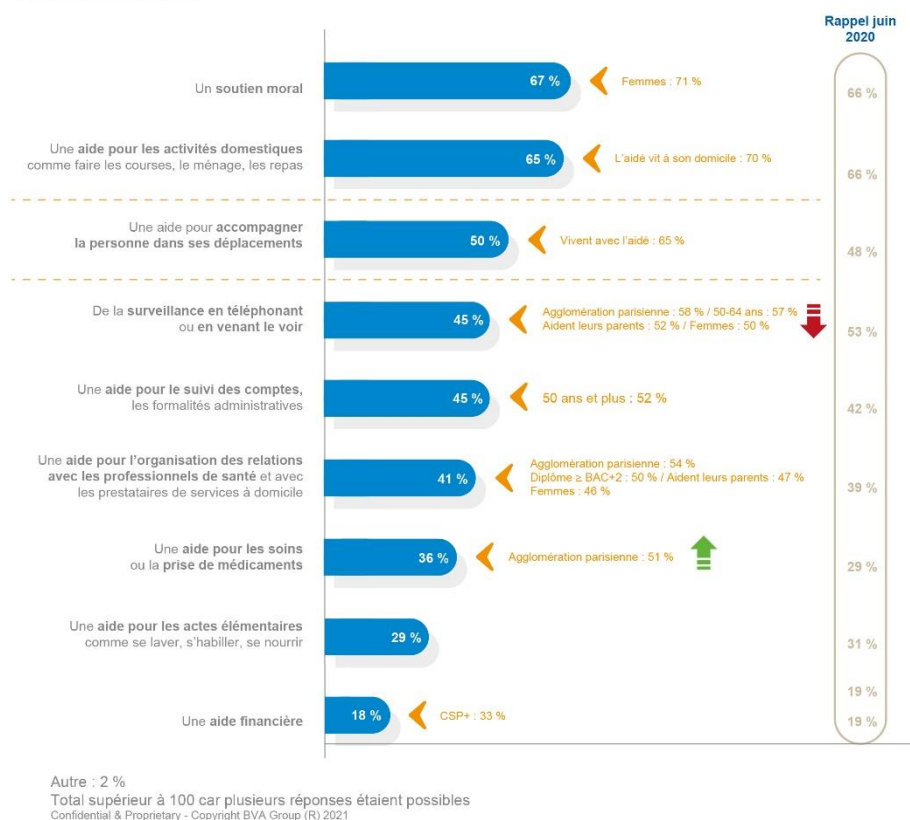 Rappel juin
2020
Un soutien moral
67 %
Femmes : 71 %
66 %
Une aide pour les activités domestiques
comme faire les courses, le ménage, les repas
65 %
L'aidé vit à son domicile : 70 %
66 %
Une aide pour accompagner
la personne dans ses déplacements
50 %
Vivent avec l'aidé : 65 %
48 %
De la surveillance en téléphonant
ou en venant le voir
45 %
Agglomération parisienne : 58 % / 50-64 ans : 57 %
Aident leurs parents : 52 % / Femmes : 50 %
53 %
Une aide pour le suivi des comptes,
les formalités administratives
45 %
50 ans et plus : 52 %
42 %
Une aide pour l'organisation des relations
avec les professionnels de santé et avec
les prestataires de services à domicile
41 %
Agglomération parisienne : 54 %
Diplôme ≥ BAC+2 : 50 % / Aident leurs parents : 47 %
Femmes : 46 %
39 %
Une aide pour les soins
ou la prise de médicaments
36 %
Agglomération parisienne : 51 %
29 %
Une aide pour les actes élémentaires
comme se laver, s'habiller, se nourrir
29 %
31 %
19 %
Une aide financière
18 %
CSP+ : 33 %
19 %
Autre : 2 %
Total supérieur à 100 car plusieurs réponses étaient possibles
Confidential & Proprietary - Copyright BVA Group (R) 2021